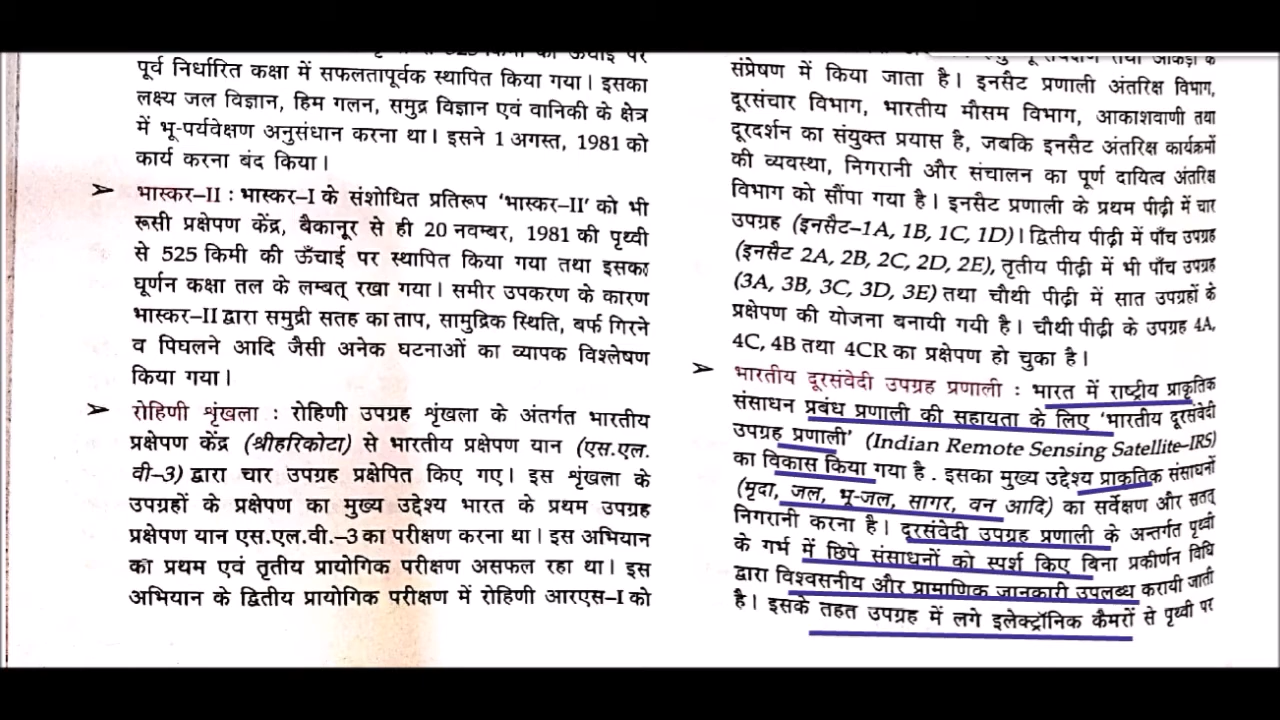 525 किमी की ऊँचाई पर
पूर्व निर्धारित कक्षा में सफलतापूर्वक स्थापित किया गया। इसका
लक्ष्य जल विज्ञान, हिम गलन, समुद्र विज्ञान एवं वानिकी के क्षेत्र
में भू-पर्यवेक्षण अनुसंधान करना था। इसने 1 अगस्त, 1981 को
कार्य करना बंद किया।
➤ भास्कर–II : भास्कर–I के संशोधित प्रतिरूप 'भास्कर–II' को भी
रूसी प्रक्षेपण केंद्र, बैकानूर से ही 20 नवम्बर, 1981 की पृथ्वी
से 525 किमी की ऊँचाई पर स्थापित किया गया तथा इसका
घूर्णन कक्षा तल के लम्बत् रखा गया। समीर उपकरण के कारण
भास्कर–II द्वारा समुद्री सतह का ताप, सामुद्रिक स्थिति, बर्फ गिरने
व पिघलने आदि जैसी अनेक घटनाओं का व्यापक विश्लेषण
किया गया।
➤ रोहिणी शृंखला : रोहिणी उपग्रह शृंखला के अंतर्गत भारतीय
प्रक्षेपण केंद्र (श्रीहरिकोटा) से भारतीय प्रक्षेपण यान (एस.एल.
वी–3) द्वारा चार उपग्रह प्रक्षेपित किए गए। इस शृंखला के
उपग्रहों के प्रक्षेपण का मुख्य उद्देश्य भारत के प्रथम उपग्रह
प्रक्षेपण यान एस.एल.वी.–3 का परीक्षण करना था। इस अभियान
का प्रथम एवं तृतीय प्रायोगिक परीक्षण असफल रहा था। इस
अभियान के द्वितीय प्रायोगिक परीक्षण में रोहिणी आरएस–I को
तथा आंकड़ों के
संप्रेषण में किया जाता है। इनसैट प्रणाली अंतरिक्ष विभाग,
दूरसंचार विभाग, भारतीय मौसम विभाग, आकाशवाणी तथा
दूरदर्शन का संयुक्त प्रयास है, जबकि इनसैट अंतरिक्ष कार्यक्रमों
की व्यवस्था, निगरानी और संचालन का पूर्ण दायित्व अंतरिक्ष
विभाग को सौंपा गया है। इनसैट प्रणाली के प्रथम पीढ़ी में चार
उपग्रह (इनसैट–1A, 1B, 1C, 1D)। द्वितीय पीढ़ी में पाँच उपग्रह
(इनसैट 2A, 2B, 2C, 2D, 2E), तृतीय पीढ़ी में भी पाँच उपग्रह
(3A, 3B, 3C, 3D, 3E) तथा चौथी पीढ़ी में सात उपग्रहों के
प्रक्षेपण की योजना बनायी गयी है। चौथी पीढ़ी के उपग्रह 4A,
4C, 4B तथा 4CR का प्रक्षेपण हो चुका है।
➤ भारतीय दूरसंवेदी उपग्रह प्रणाली : भारत में राष्ट्रीय प्राकृतिक
संसाधन प्रबंध प्रणाली की सहायता के लिए 'भारतीय दूरसंवेदी
उपग्रह प्रणाली' (Indian Remote Sensing Satellite–IRS)
का विकास किया गया है . इसका मुख्य उद्देश्य प्राकृतिक संसाधनों
(मृदा, जल, भू-जल, सागर, वन आदि) का सर्वेक्षण और सतत्
निगरानी करना है। दूरसंवेदी उपग्रह प्रणाली के अन्तर्गत पृथ्वी
के गर्भ में छिपे संसाधनों को स्पर्श किए बिना प्रकीर्णन विधि
द्वारा विश्वसनीय और प्रामाणिक जानकारी उपलब्ध करायी जाती
है। इसके तहत उपग्रह में लगे इलेक्ट्रॉनिक कैमरों से पृथ्वी पर